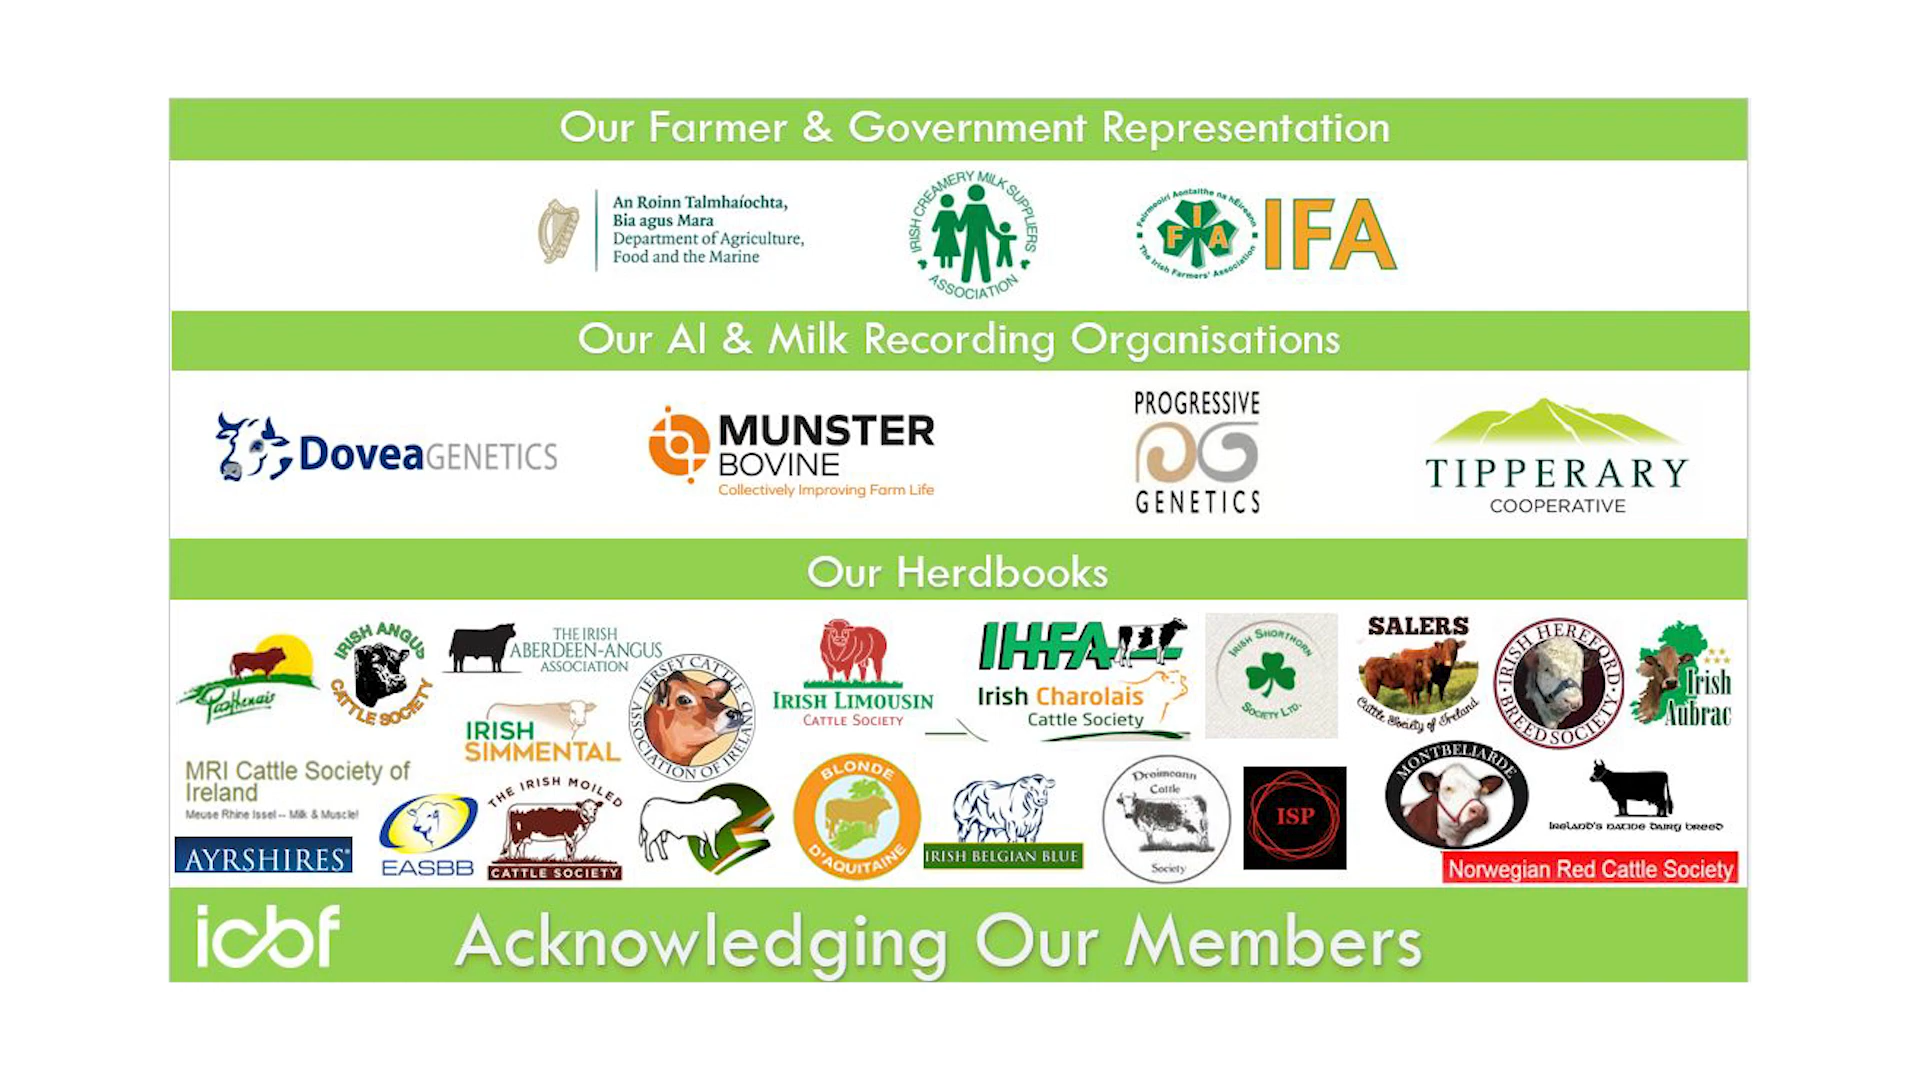 Our Farmer & Government Representation
An Roinn Talmhaíochta,
Bia agus Mara
Department of Agriculture,
Food and the Marine
IRISH CREAMERY MILK SUPPLIERS
ASSOCIATION
Feirmeoirí Aontaithe na hÉireann
IFA
The Irish Farmers' Association
IFA
Our AI & Milk Recording Organisations
DoveaGENETICS
MUNSTER
BOVINE
Collectively Improving Farm Life
PROGRESSIVE
GENETICS
TIPPERARY
COOPERATIVE
Our Herdbooks
Parthenais
IRISH ANGUS
CATTLE SOCIETY
THE IRISH
ABERDEEN-ANGUS
ASSOCIATION
IRISH
SIMMENTAL
JERSEY CATTLE
ASSOCIATION OF IRELAND
IRISH LIMOUSIN
CATTLE SOCIETY
IHFA
Irish Charolais
Cattle Society
IRISH SHORTHORN
SOCIETY LTD.
SALERS
Cattle Society of Ireland
IRISH HEREFORD
BREED SOCIETY
Irish
Aubrac
MRI Cattle Society of
Ireland
Meuse Rhine Issel -- Milk & Muscle!
AYRSHIRES
EASBB
THE IRISH MOILED
CATTLE SOCIETY
BLONDE
D'AQUITAINE
IRISH BELGIAN BLUE
Droimeann
Cattle
Society
ISP
MONTBELIARDE
Ireland's native dairy breed
Norwegian Red Cattle Society
icbf
Acknowledging Our Members